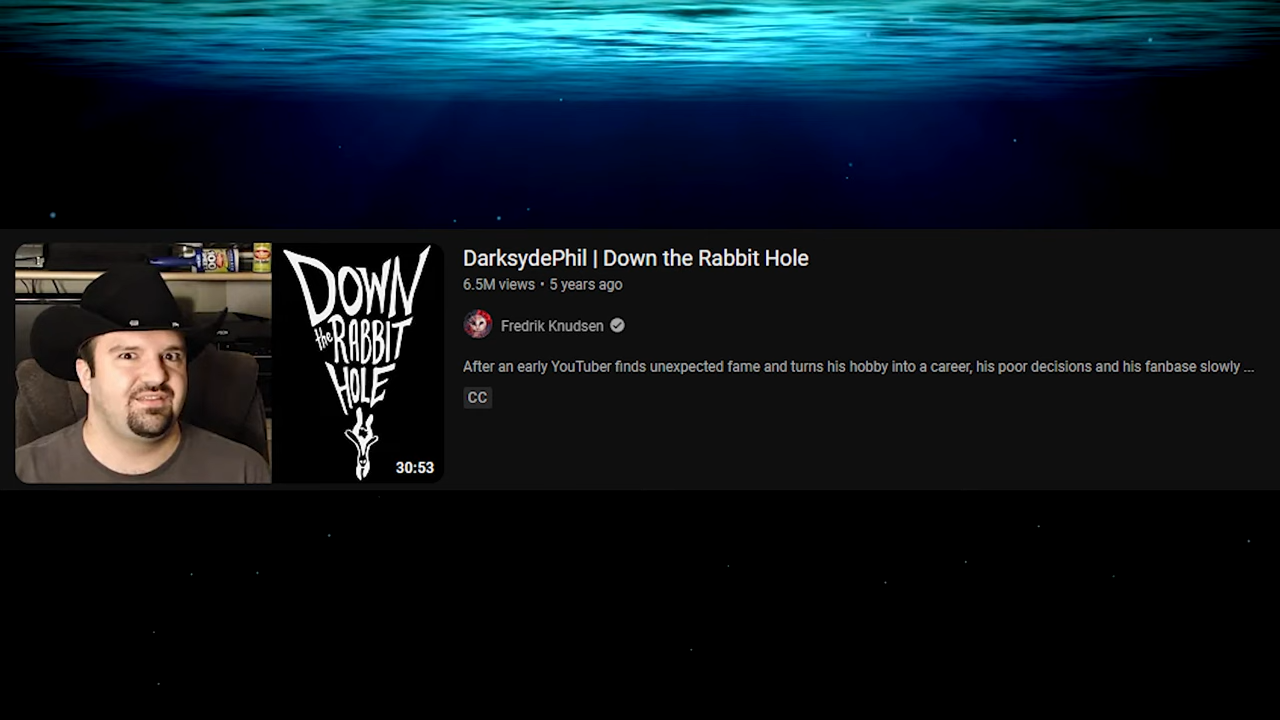 DOWN
the RABBIT
HOLE
30:53
DarksydePhil | Down the Rabbit Hole
6.5M views • 5 years ago
Fredrik Knudsen
After an early YouTuber finds unexpected fame and turns his hobby into a career, his poor decisions and his fanbase slowly ...
CC